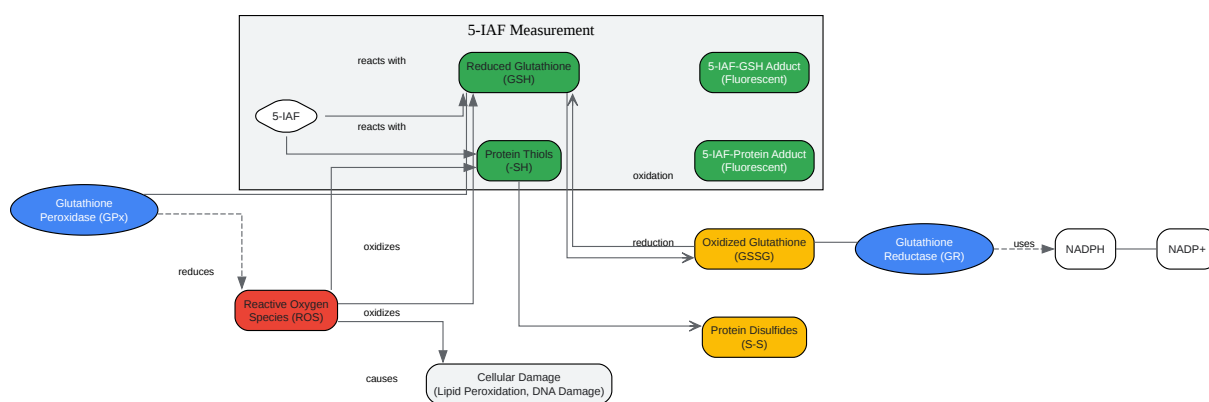 5-IAF Measurement
reacts with
Reduced Glutathione
(GSH)
5-IAF-GSH Adduct
(Fluorescent)
5-IAF
reacts with
Protein Thiols
(-SH)
5-IAF-Protein Adduct
(Fluorescent)
oxidation
Glutathione
Peroxidase (GPx)
oxidizes
reduction
Oxidized Glutathione
(GSSG)
Glutathione
Reductase (GR)
uses
NADPH
NADP+
reduces
Reactive Oxygen
Species (ROS)
oxidizes
Protein Disulfides
(S-S)
causes
Cellular Damage
(Lipid Peroxidation, DNA Damage)